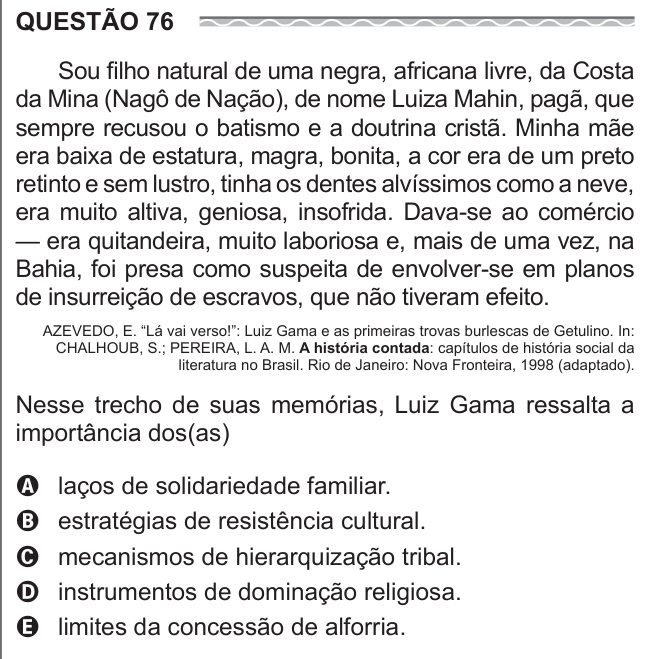 QUESTÃO 76
Sou filho natural de uma negra, africana livre, da Costa
da Mina (Nagô de Nação), de nome Luiza Mahin, pagã, que
sempre recusou o batismo e a doutrina cristã. Minha mãe
era baixa de estatura, magra, bonita, a cor era de um preto
retinto e sem lustro, tinha os dentes alvíssimos como a neve,
era muito altiva, geniosa, insofrida. Dava-se ao comércio
— era quitandeira, muito laboriosa e, mais de uma vez, na
Bahia, foi presa como suspeita de envolver-se em planos
de insurreição de escravos, que não tiveram efeito.
AZEVEDO, E. “Lá vai verso!”: Luiz Gama e as primeiras trovas burlescas de Getulino. In:
CHALHOUB, S.; PEREIRA, L. A. M. A história contada: capítulos de história social da
literatura no Brasil. Rio de Janeiro: Nova Fronteira, 1998 (adaptado).
Nesse trecho de suas memórias, Luiz Gama ressalta a
importância dos(as)
A laços de solidariedade familiar.
B estratégias de resistência cultural.
C mecanismos de hierarquização tribal.
D instrumentos de dominação religiosa.
E limites da concessão de alforria.